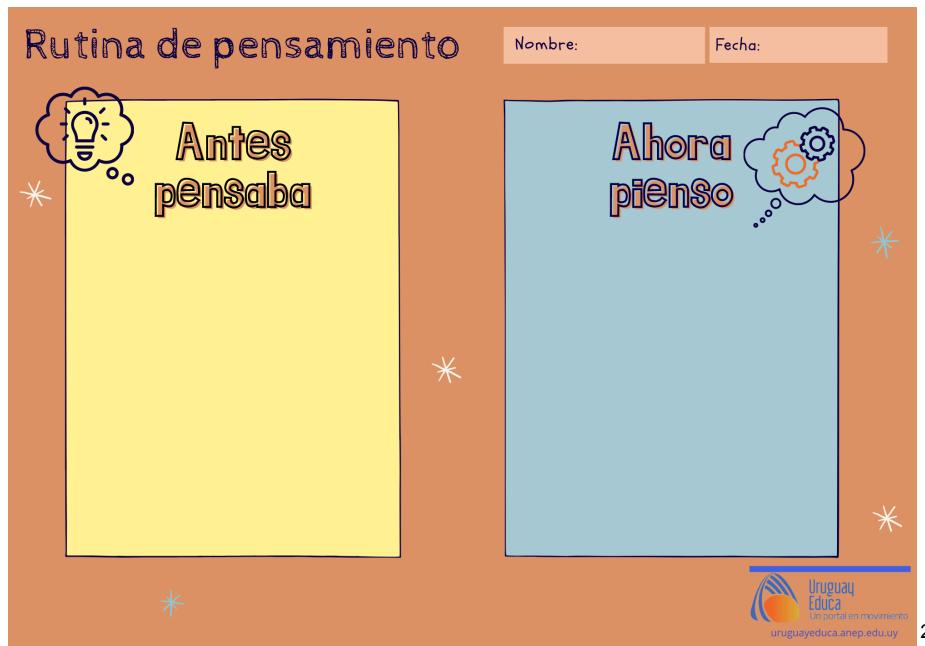 Rutina de pensamiento
Nombre:
Fecha:
Antes
pensaba
Ahora
pienso
Uruguay
Educa
Un portal en movimiento
uruguayeduca.anep.edu.uy